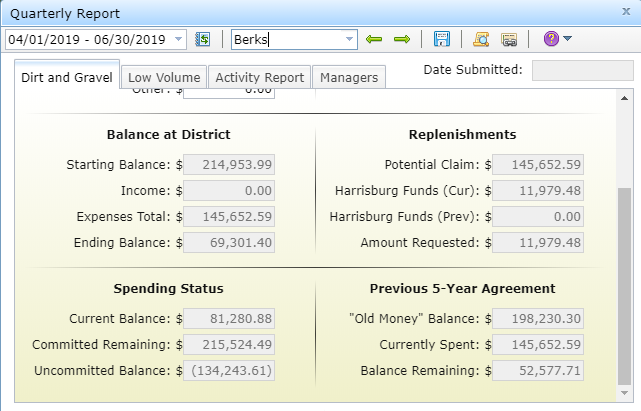 Quarterly Report
x
04/01/2019 - 06/30/2019
Berks
Dirt and Gravel
Low Volume
Activity Report
Managers
Date Submitted:
Other: $ 0.00
Balance at District
Starting Balance: $ 214,953.99
Income: $ 0.00
Expenses Total: $ 145,652.59
Ending Balance: $ 69,301.40
Replenishments
Potential Claim: $ 145,652.59
Harrisburg Funds (Cur): $ 11,979.48
Harrisburg Funds (Prev): $ 0.00
Amount Requested: $ 11,979.48
Spending Status
Current Balance: $ 81,280.88
Committed Remaining: $ 215,524.49
Uncommitted Balance: $ (134,243.61)
Previous 5-Year Agreement
"Old Money" Balance: $ 198,230.30
Currently Spent: $ 145,652.59
Balance Remaining: $ 52,577.71